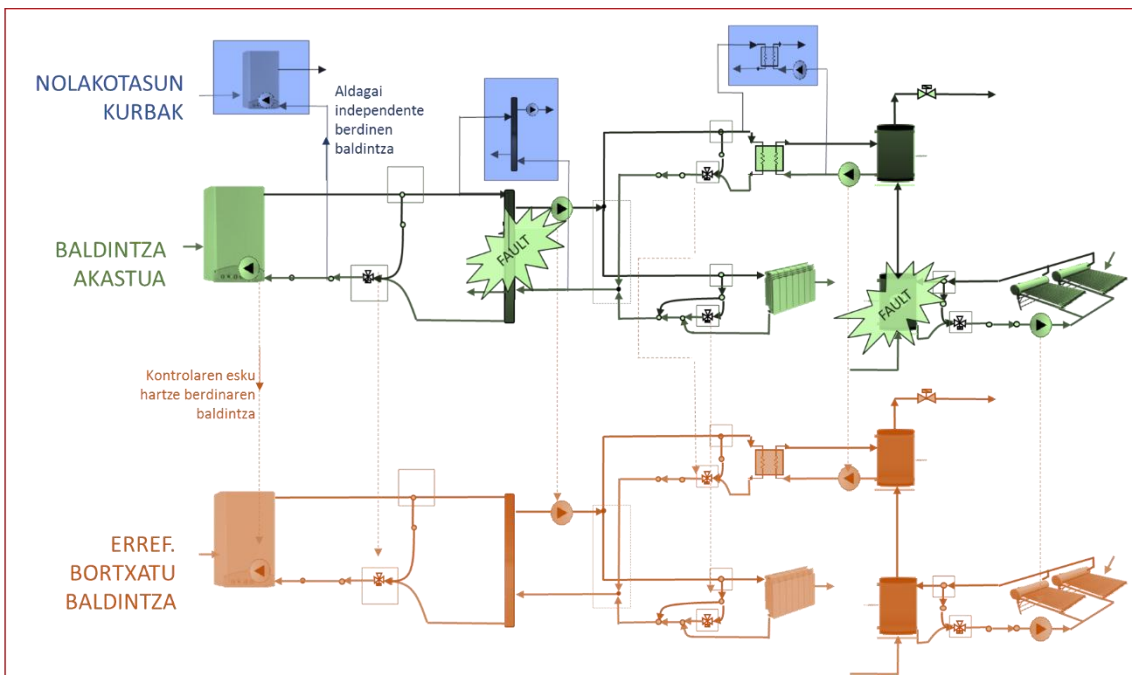 NOLAKOTASUN
KURBAK
Aldagai
independente
berdinen
baldintza
BALDINTZA
AKASTUA
FAULT
FAULT
Kontrolaren esku
hartze berdinaren
baldintza
ERREF.
BORTXATU
BALDINTZA